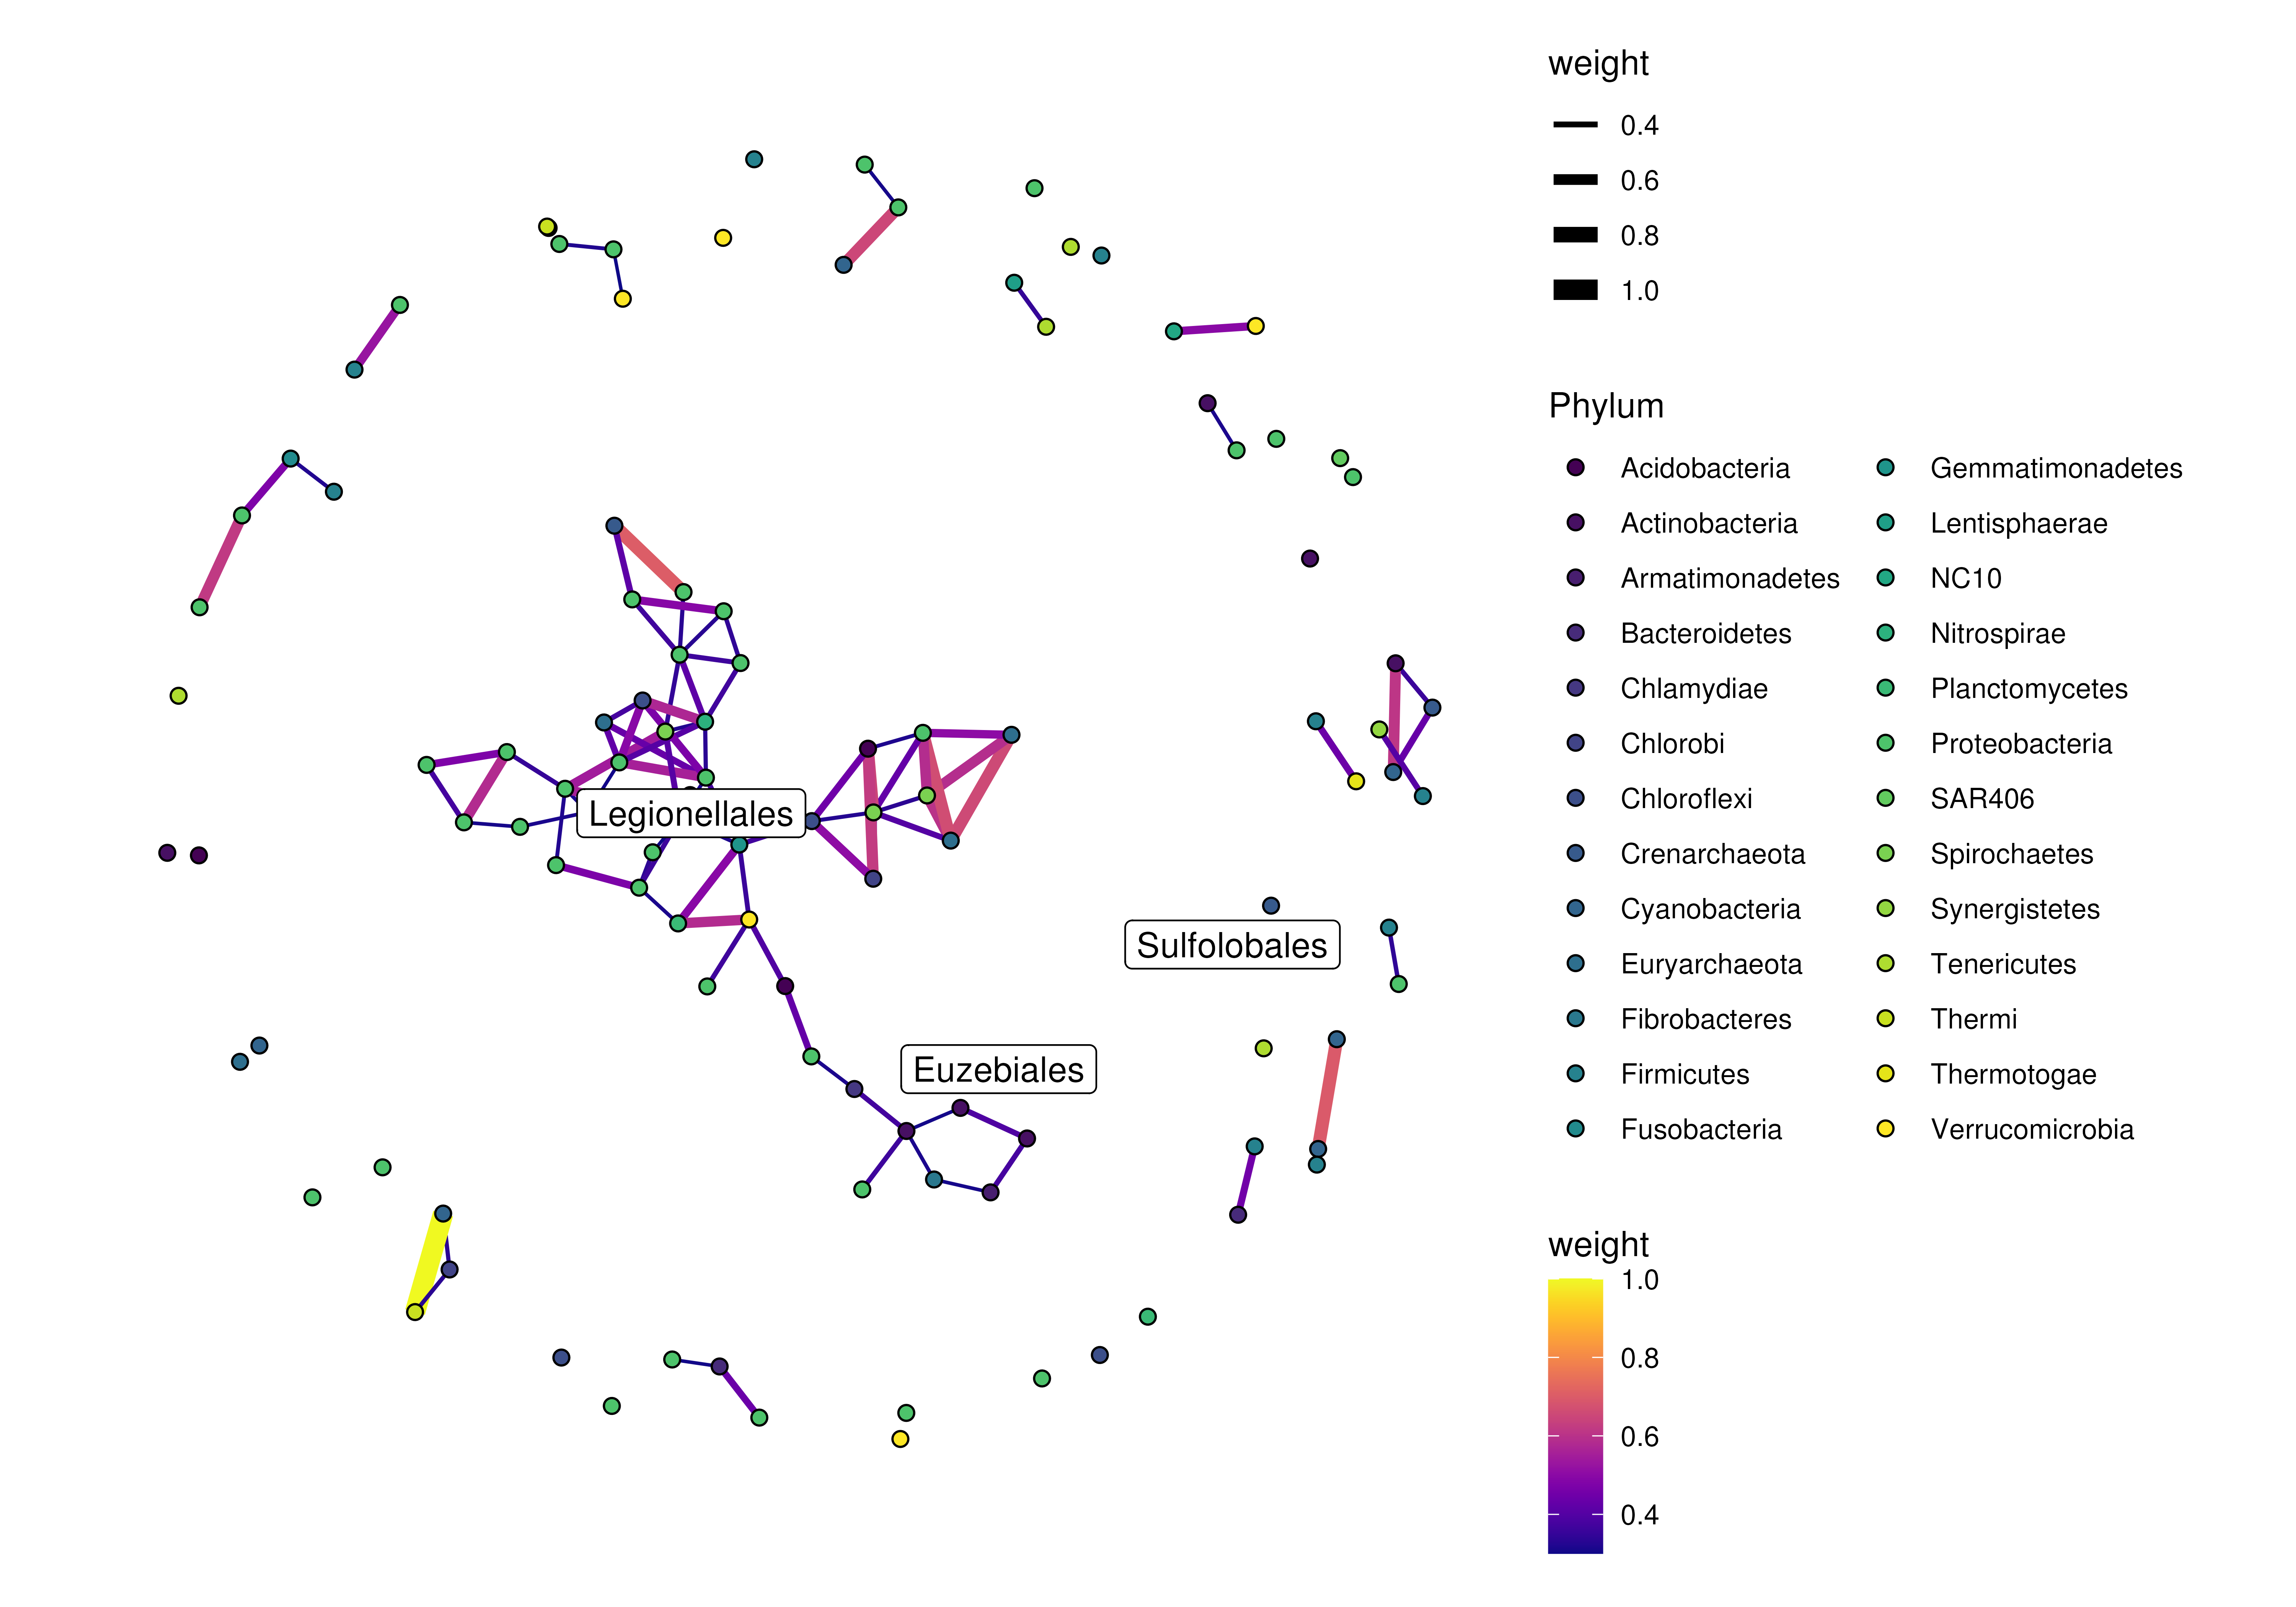 weight
0.4
0.6
0.8
1.0
Phylum
Acidobacteria
Actinobacteria
Armatimonadetes
Bacteroidetes
Chlamydiae
Chlorobi
Chloroflexi
Crenarchaeota
Cyanobacteria
Euryarchaeota
Fibrobacteres
Firmicutes
Fusobacteria
Gemmatimonadetes
Lentisphaerae
NC10
Nitrospirae
Planctomycetes
Proteobacteria
SAR406
Spirochaetes
Synergistetes
Tenericutes
Thermi
Thermotogae
Verrucomicrobia
weight
1.0
0.8
0.6
0.4
Legionellales
Sulfolobales
Euzebiales